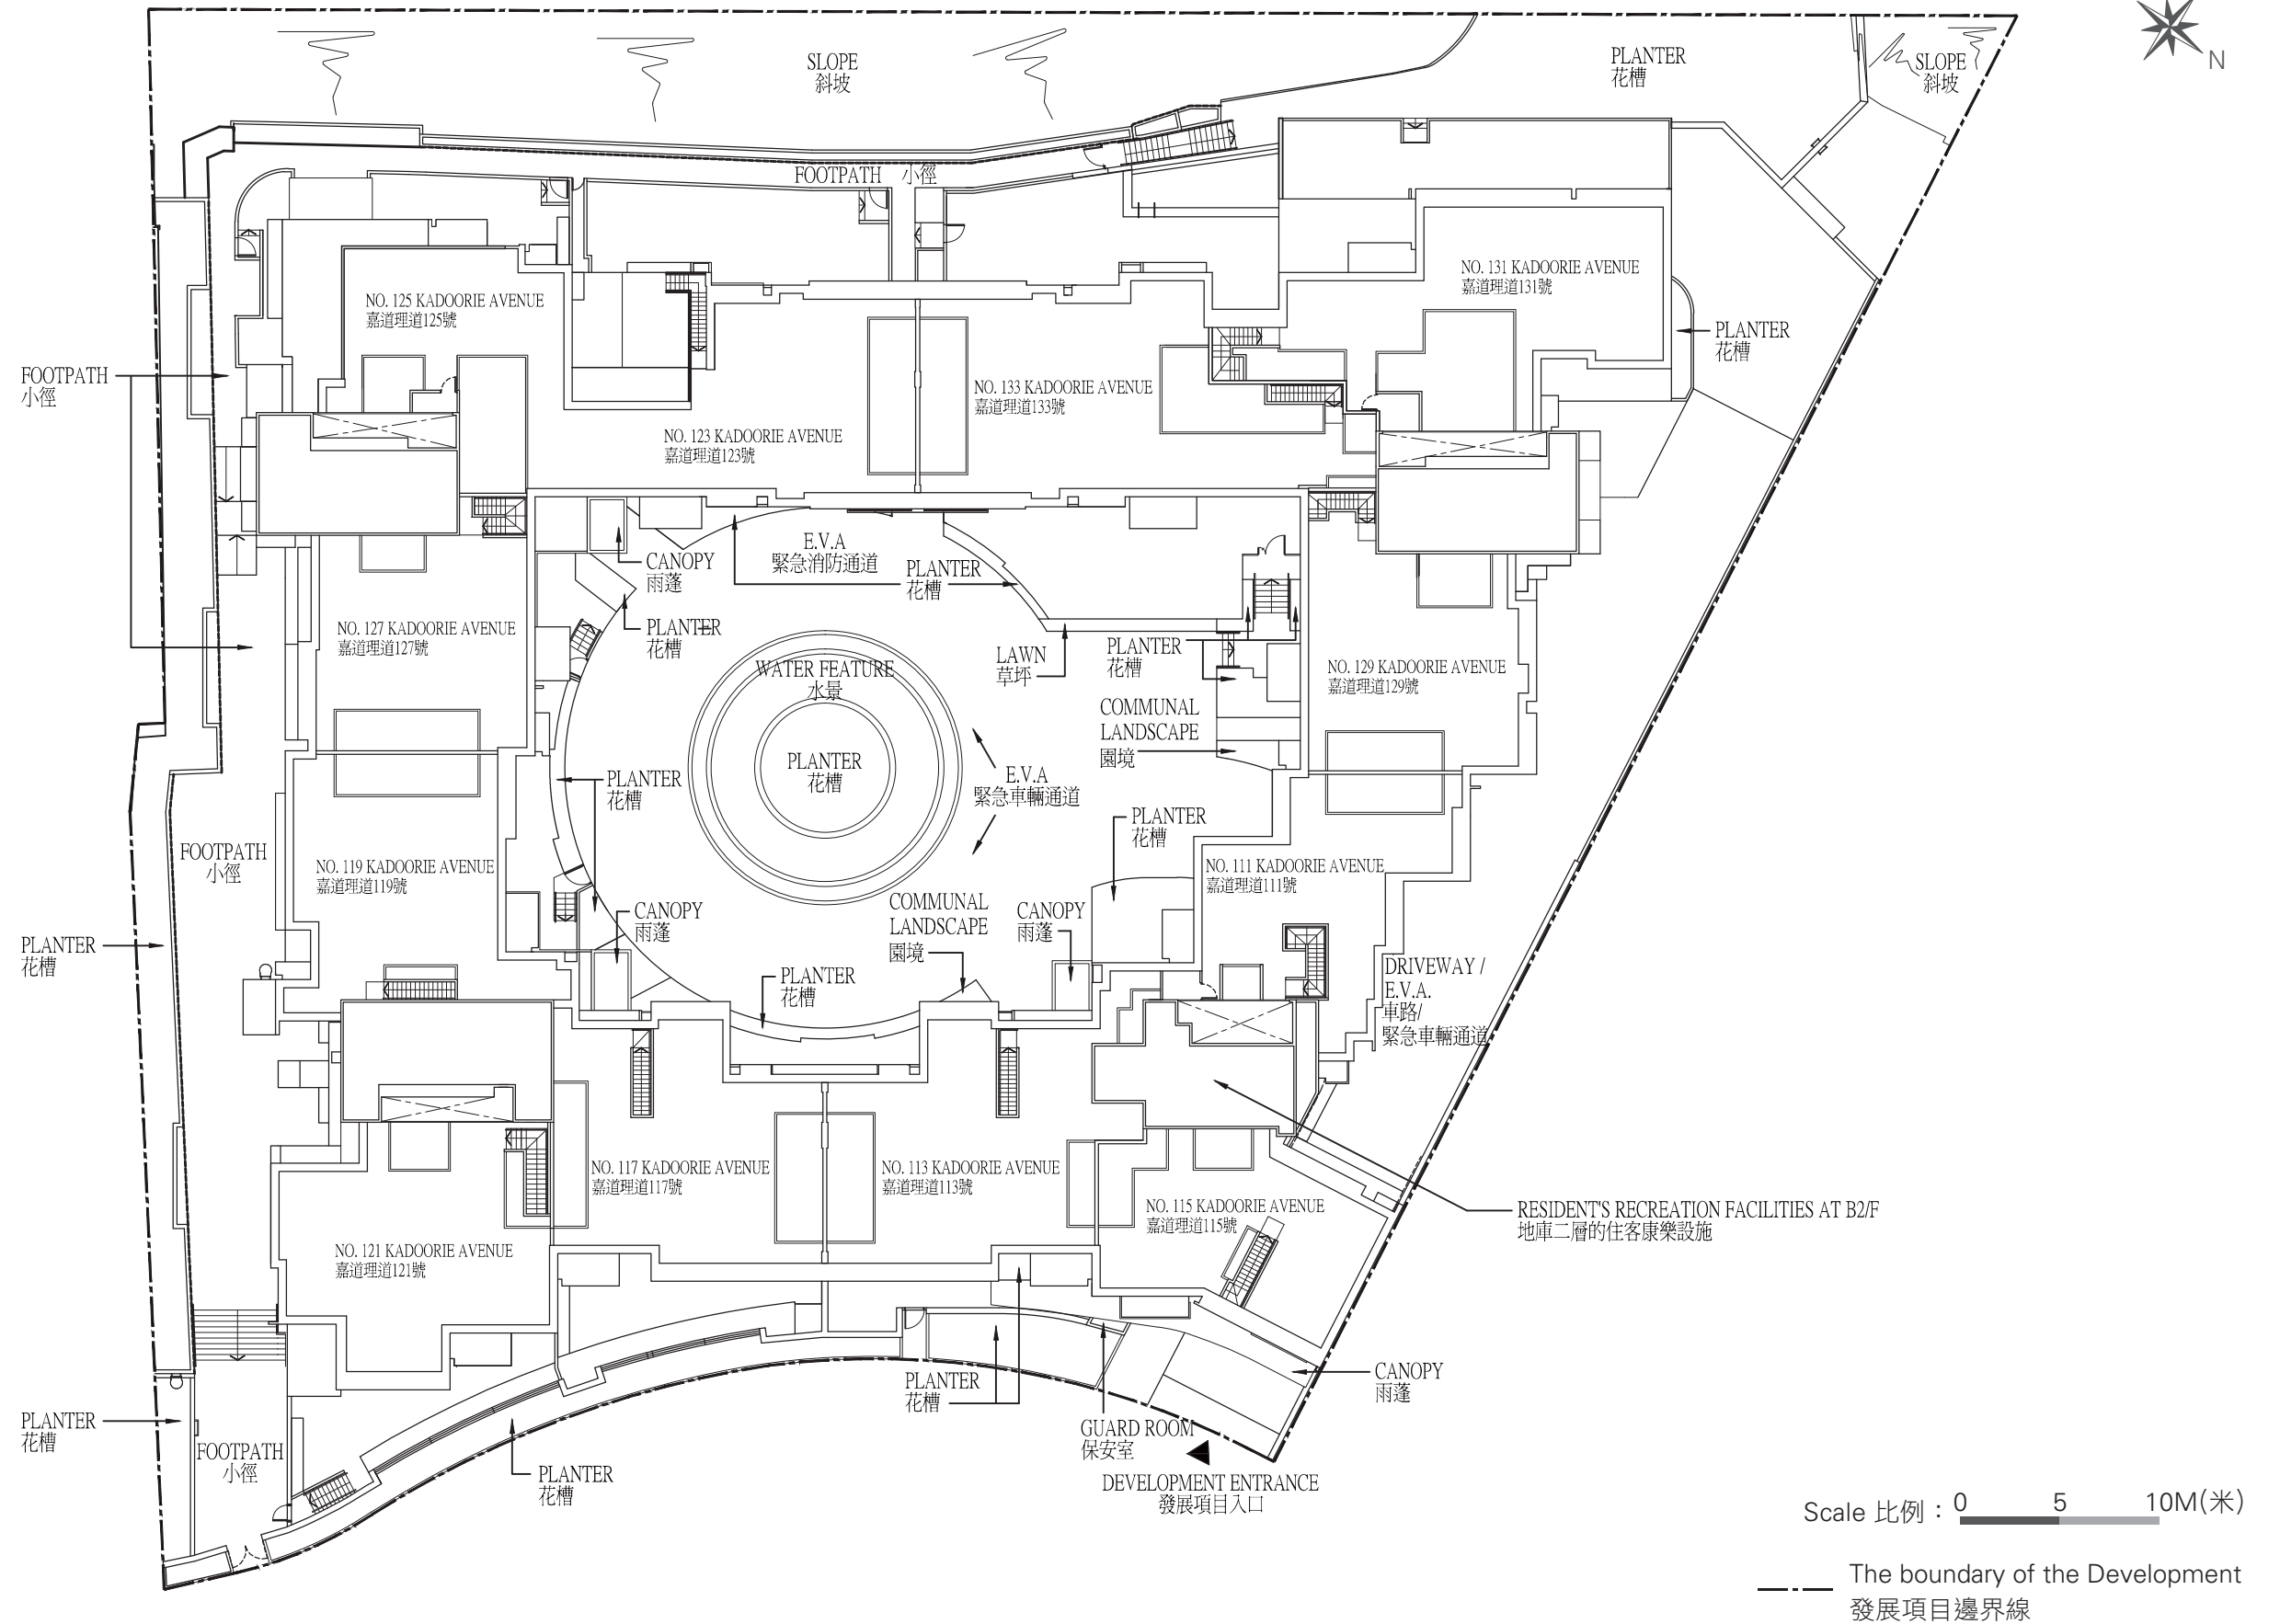 SLOPE
斜坡
PLANTER
花槽
SLOPE
斜坡
N
FOOTPATH 小徑
NO. 125 KADOORIE AVENUE
嘉道理道125號
NO. 131 KADOORIE AVENUE
嘉道理道131號
PLANTER
花槽
FOOTPATH
小徑
NO. 133 KADOORIE AVENUE
嘉道理道133號
NO. 123 KADOORIE AVENUE
嘉道理道123號
E.V.A
緊急消防通道
CANOPY
雨蓬
PLANTER
花槽
NO. 127 KADOORIE AVENUE
嘉道理道127號
PLANTER
花槽
WATER FEATURE
水景
LAWN
草坪
PLANTER
花槽
NO. 129 KADOORIE AVENUE
嘉道理道129號
COMMUNAL
LANDSCAPE
園境
PLANTER
花槽
PLANTER
花槽
E.V.A
緊急車輛通道
PLANTER
花槽
FOOTPATH
小徑
NO. 119 KADOORIE AVENUE
嘉道理道119號
NO. 111 KADOORIE AVENUE
嘉道理道111號
CANOPY
雨蓬
COMMUNAL
LANDSCAPE
園境
CANOPY
雨蓬
PLANTER
花槽
PLANTER
花槽
DRIVEWAY /
E.V.A.
車路/
緊急車輛通道
NO. 117 KADOORIE AVENUE
嘉道理道117號
NO. 113 KADOORIE AVENUE
嘉道理道113號
NO. 115 KADOORIE AVENUE
嘉道理道115號
RESIDENT'S RECREATION FACILITIES AT B2/F
地庫二層的住客康樂設施
NO. 121 KADOORIE AVENUE
嘉道理道121號
PLANTER
花槽
CANOPY
雨蓬
PLANTER
花槽
FOOTPATH
小徑
PLANTER
花槽
GUARD ROOM
保安室
DEVELOPMENT ENTRANCE
發展項目入口
Scale 比例： 0 5 10M(米)
The boundary of the Development
發展項目邊界線